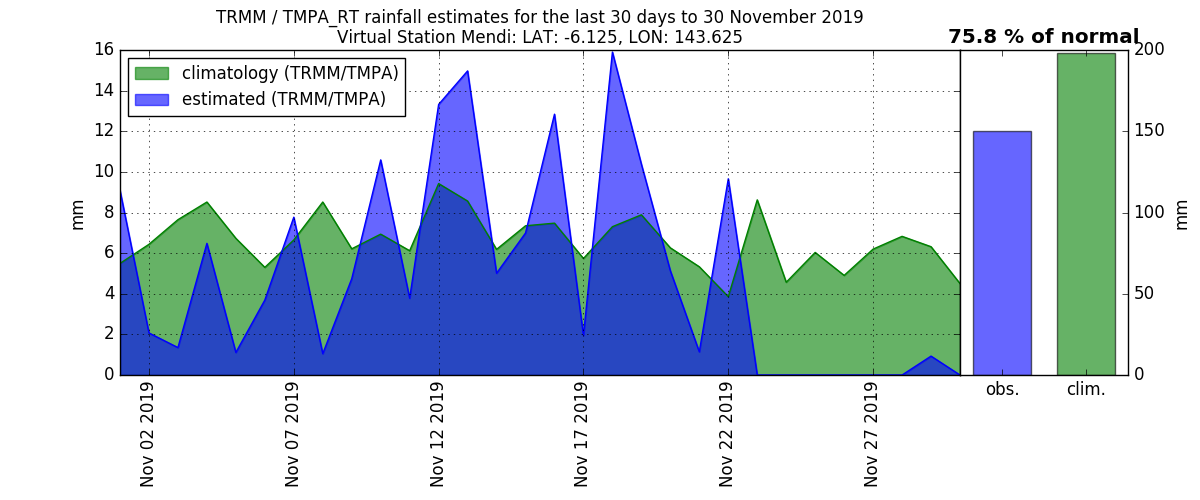 TRMM / TMPA_RT rainfall estimates for the last 30 days to 30 November 2019
Virtual Station Mendi: LAT: -6.125, LON: 143.625
75.8 % of normal
climatology (TRMM/TMPA)
estimated (TRMM/TMPA)
16
14
12
10
8
6
4
2
0
mm
Nov 02 2019
Nov 07 2019
Nov 12 2019
Nov 17 2019
Nov 22 2019
Nov 27 2019
obs.
clim.
200
150
100
50
0
mm